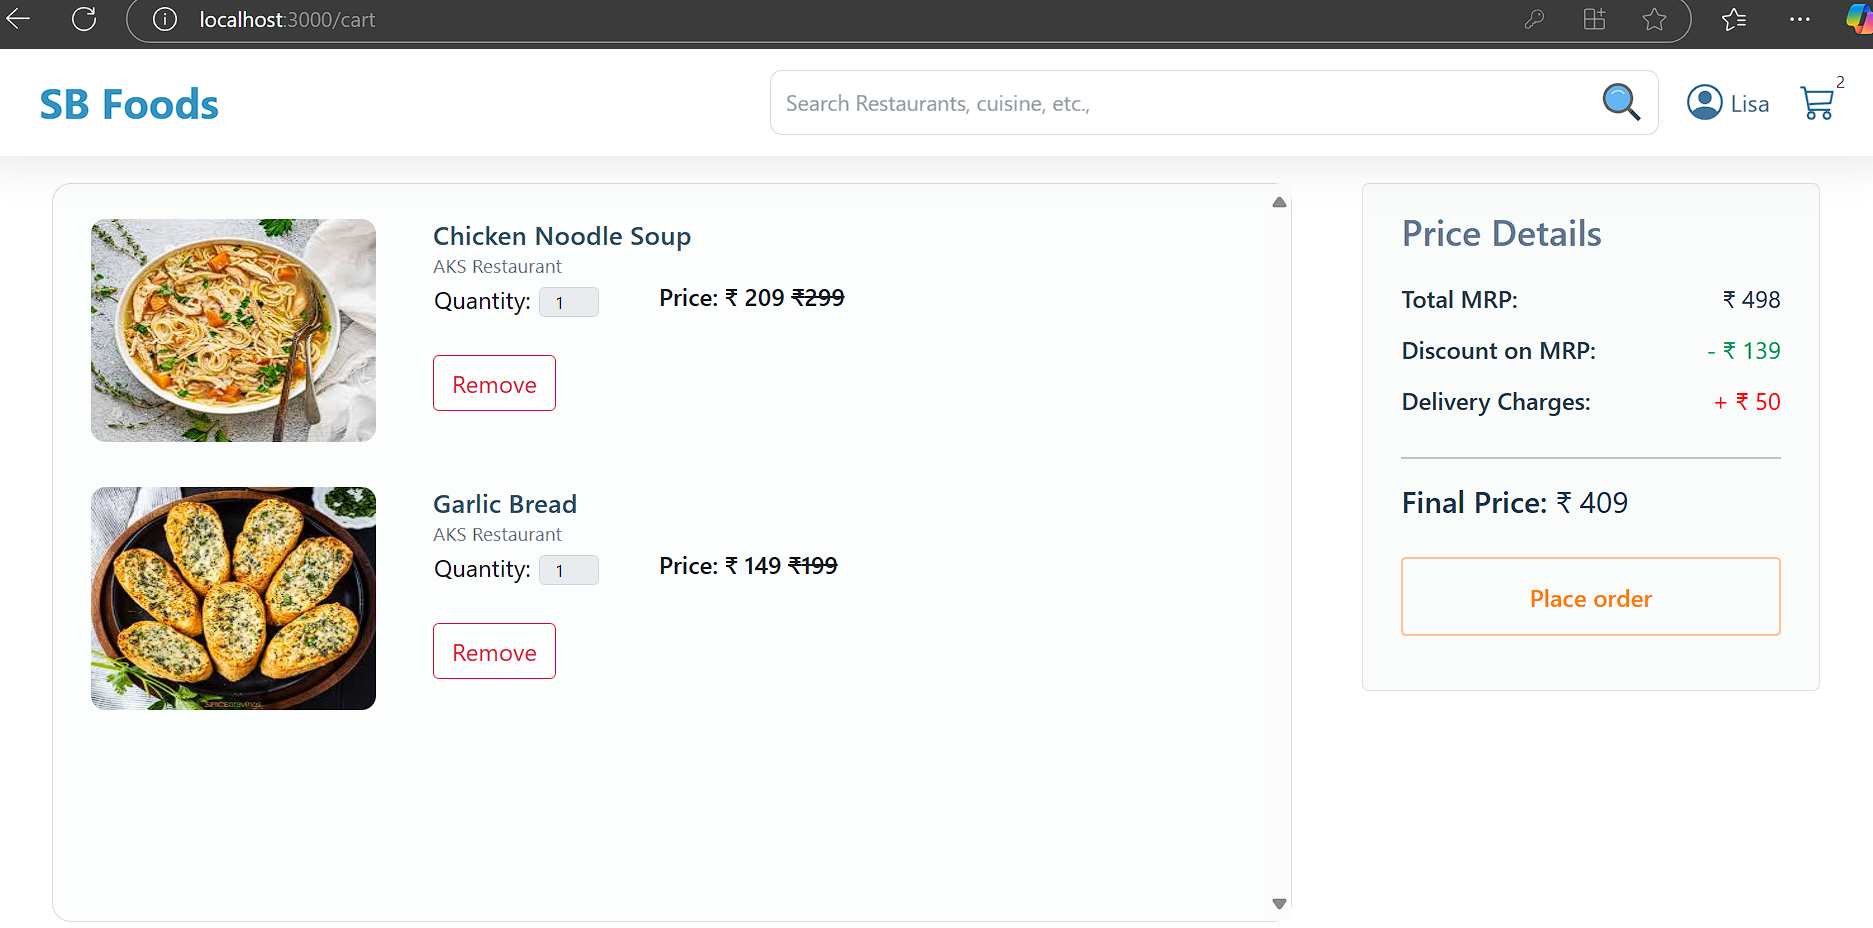 localhost:3000/cart
SB Foods
Search Restaurants, cuisine, etc.,
Lisa
2
Chicken Noodle Soup
AKS Restaurant
Quantity: 1
Price: ₹ 209 ₹299
Remove
Garlic Bread
AKS Restaurant
Quantity: 1
Price: ₹ 149 ₹199
Remove
Price Details
Total MRP: ₹ 498
Discount on MRP: - ₹ 139
Delivery Charges: + ₹ 50
Final Price: ₹ 409
Place order